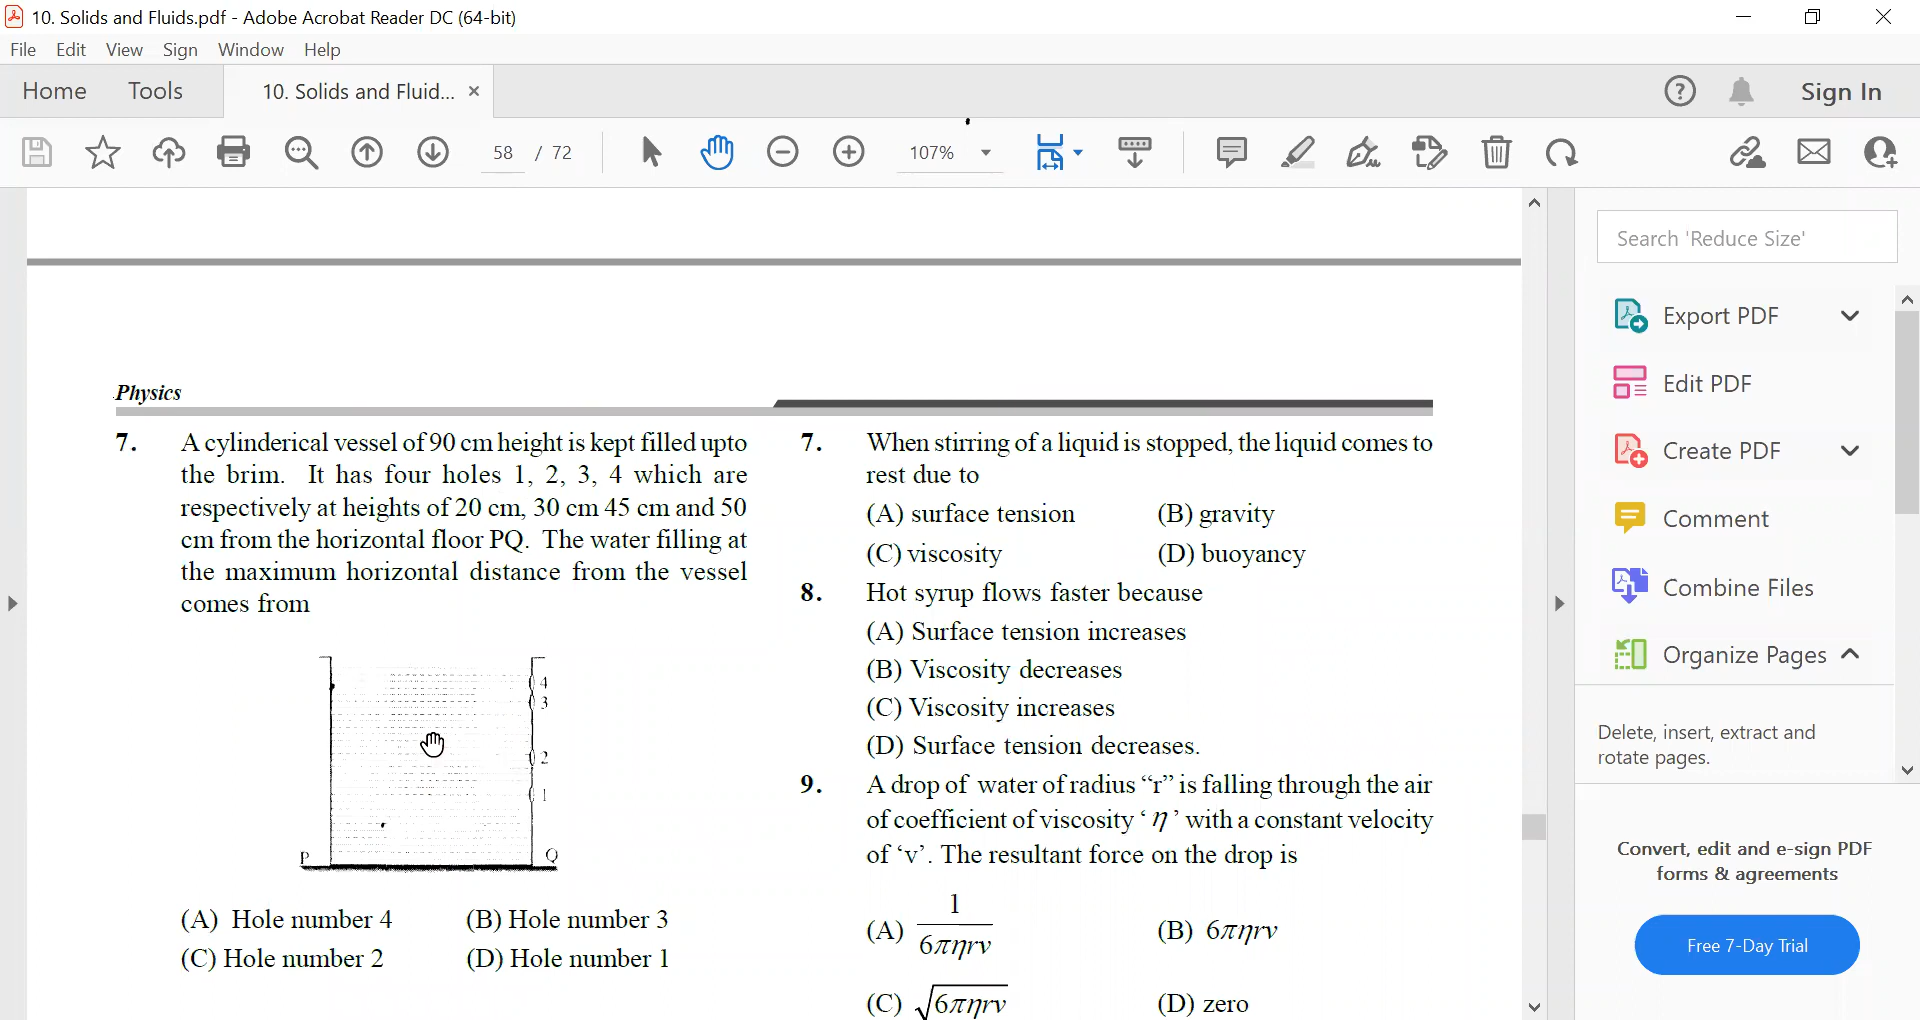 10. Solids and Fluids.pdf - Adobe Acrobat Reader DC (64-bit)
File Edit View Sign Window Help
Home Tools 10. Solids and Fluid... × Sign In
58 / 72 107%
Search 'Reduce Size'
Export PDF
Edit PDF
Create PDF
Comment
Combine Files
Organize Pages
Delete, insert, extract and
rotate pages.
Convert, edit and e-sign PDF
forms & agreements
Free 7-Day Trial
Physics
7. A cylinderical vessel of 90 cm height is kept filled upto
the brim. It has four holes 1, 2, 3, 4 which are
respectively at heights of 20 cm, 30 cm 45 cm and 50
cm from the horizontal floor PQ. The water filling at
the maximum horizontal distance from the vessel
comes from
4
3
2
1
P Q
(A) Hole number 4 (B) Hole number 3
(C) Hole number 2 (D) Hole number 1
7. When stirring of a liquid is stopped, the liquid comes to
rest due to
(A) surface tension (B) gravity
(C) viscosity (D) buoyancy
8. Hot syrup flows faster because
(A) Surface tension increases
(B) Viscosity decreases
(C) Viscosity increases
(D) Surface tension decreases.
9. A drop of water of radius “r” is falling through the air
of coefficient of viscosity ‘ η ’ with a constant velocity
of ‘v’. The resultant force on the drop is
(A) 1/6πηrv (B) 6πηrv
(C) √6πηrv (D) zero